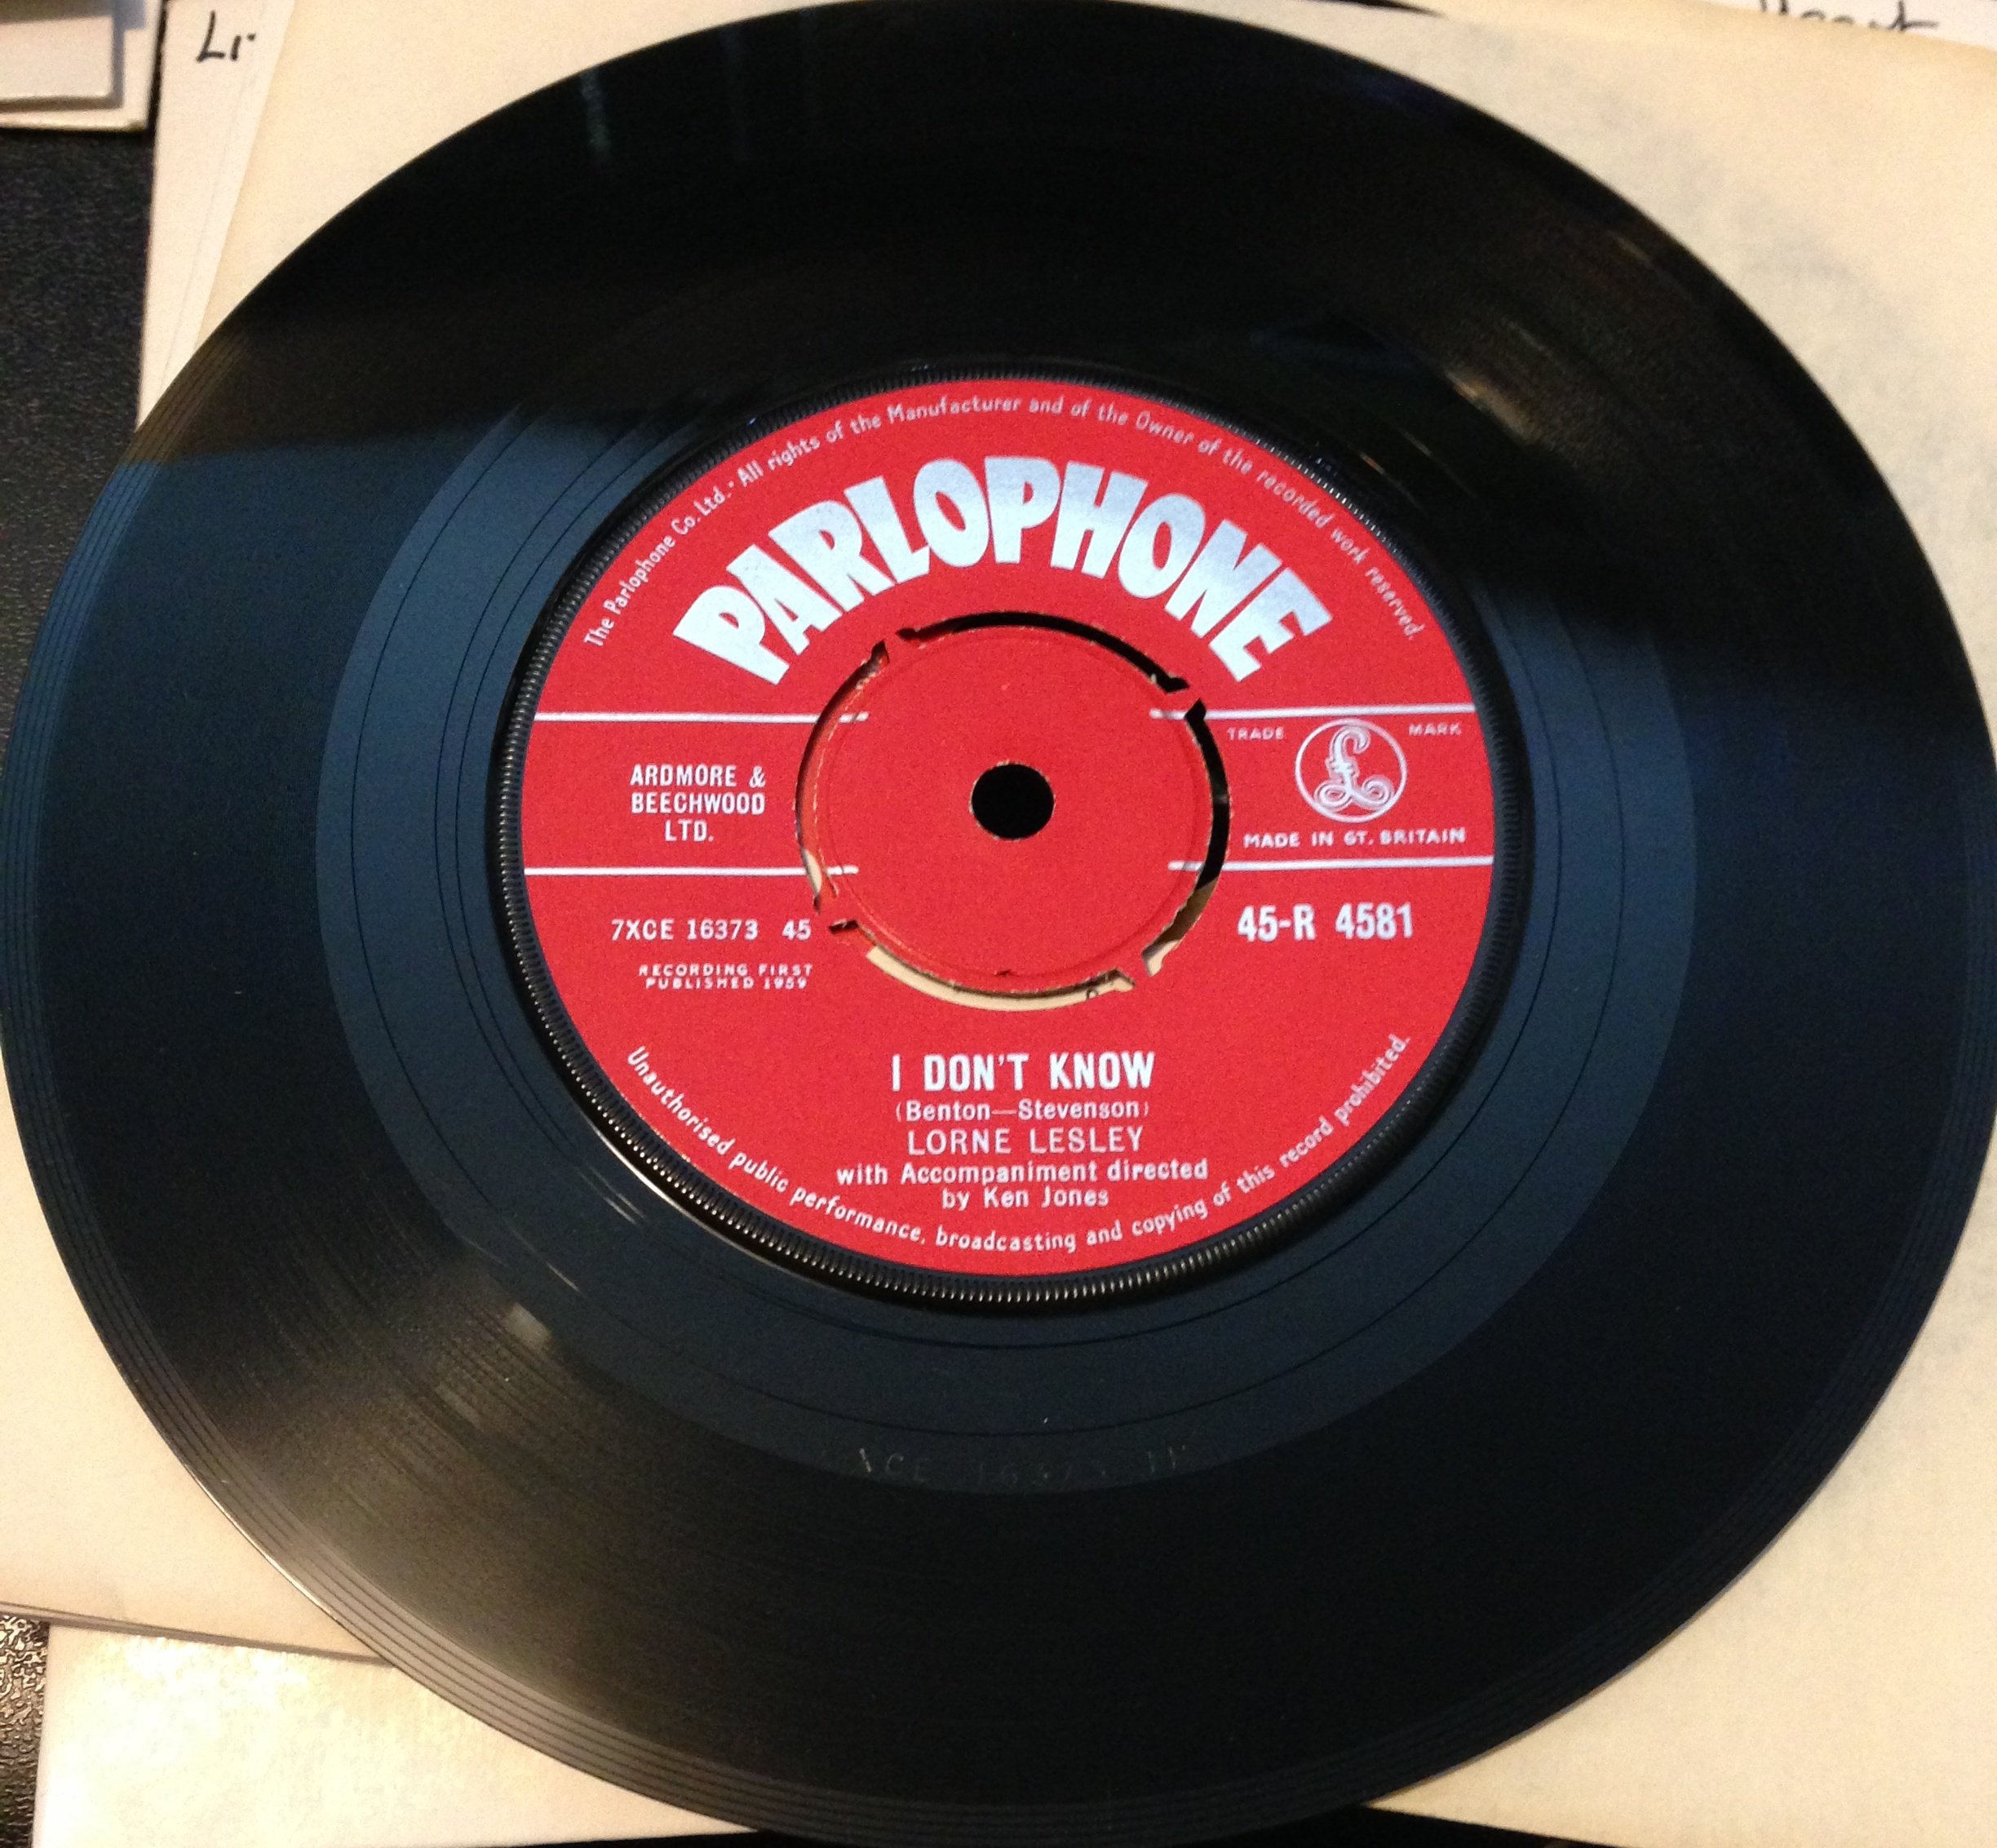 The Parlophone Co. Ltd. · All rights of the Manufacturer and of the Owner of the recorded work reserved.
PARLOPHONE
ARDMORE &
BEECHWOOD
LTD.
TRADE MARK
£
MADE IN GT. BRITAIN
7XCE 16373 45
45-R 4581
RECORDING FIRST
PUBLISHED 1959
I DON'T KNOW
(Benton—Stevenson)
LORNE LESLEY
with Accompaniment directed
by Ken Jones
Unauthorised public performance, broadcasting and copying of this record prohibited.